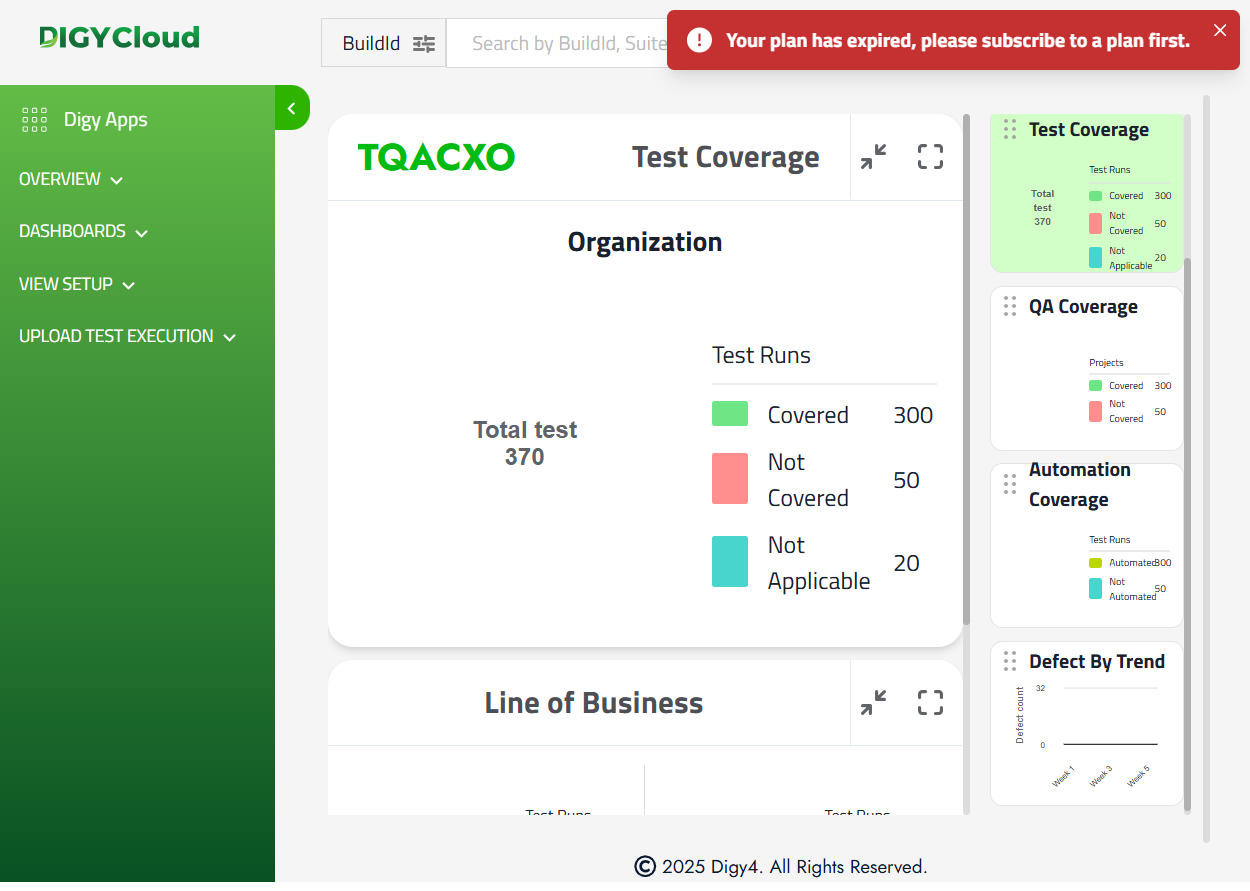 DIGYCloud
BuildId
Search by BuildId, Suite
Your plan has expired, please subscribe to a plan first.
Digy Apps
OVERVIEW
DASHBOARDS
VIEW SETUP
UPLOAD TEST EXECUTION
TQACXO
Test Coverage
Organization
Total test
370
Test Runs
Covered 300
Not
Covered
50
Not
Applicable
20
Line of Business
Test Runs
Test Runs
Test Coverage
Total
test
370
Test Runs
Covered 300
Not
Covered
50
Not
Applicable
20
QA Coverage
Projects
Covered 300
Not
Covered
50
Automation
Coverage
Test Runs
Automated 300
Not
Automated
50
Defect By Trend
Defect count
32
0
Week 1
Week 3
Week 5
© 2025 Digy4. All Rights Reserved.